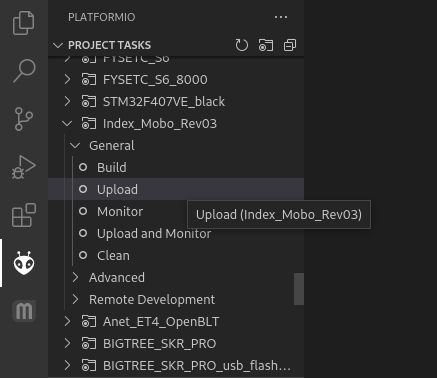 PLATFORMIO
PROJECT TASKS
FYSETC_S6
FYSETC_S6_8000
STM32F407VE_black
Index_Mobo_Rev03
General
Build
Upload
Monitor
Upload (Index_Mobo_Rev03)
Upload and Monitor
Clean
Advanced
Remote Development
Anet_ET4_OpenBLT
BIGTREE_SKR_PRO
BIGTREE_SKR_PRO_usb_flash...